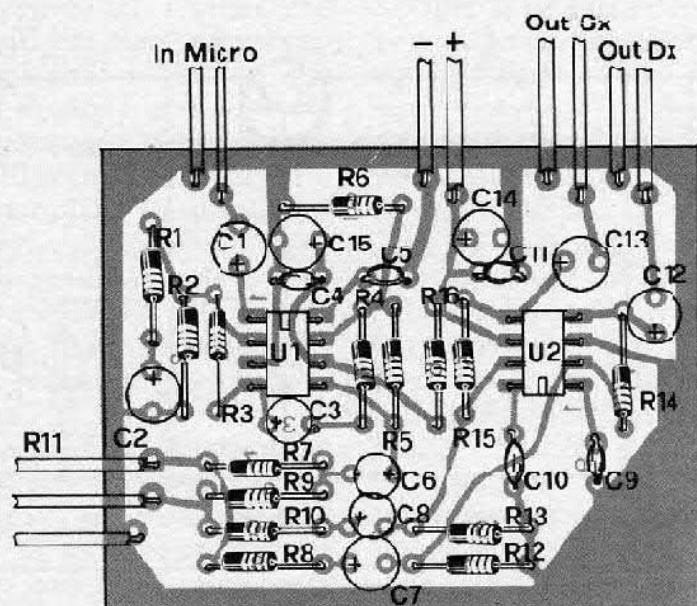 Out Gx
In Micro
- +
Out Dx
R6
C14
R1
C1
C15
C5
C11
C13
R2
C4
R4
R16
C12
U1
U2
R3
C3
R5
R15
R14
C2
R11
R7
C6
C10
C9
R9
R10
C8
R13
R8
R12
C7